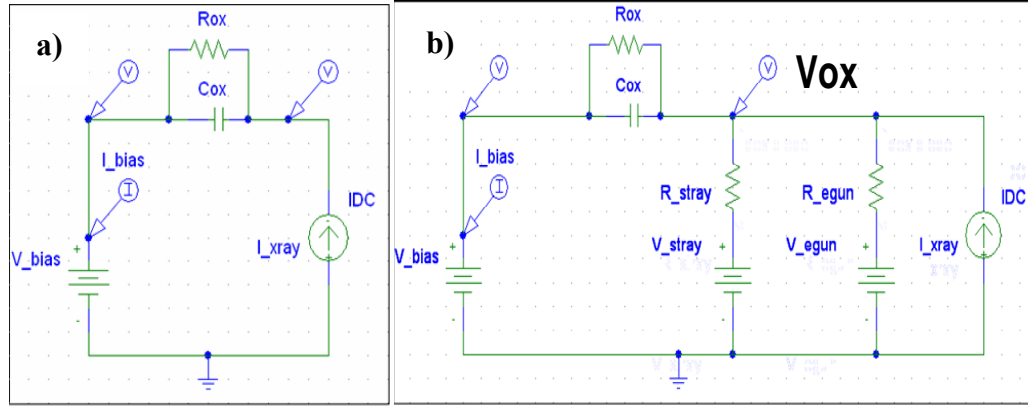 a)
Rox
V
V
Cox
I_bias
I
IDC
I_xray
V_bias
+
-
b)
Rox
V
Vox
Cox
I_bias
I
R_stray
R_egun
IDC
V_stray
V_egun
I_xray
V_bias
+
+
+
-
-
-